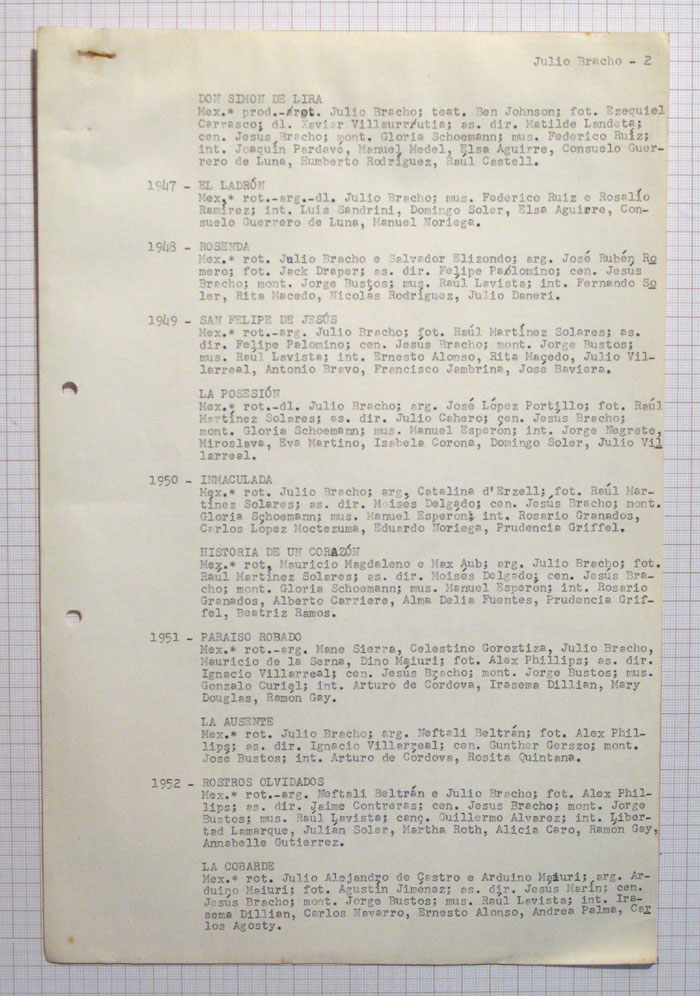 Julio Bracho - 2
DON SIMON DE LIRA
Mex.* prod.-rot. Julio Bracho; teat. Ben Johnson; fot. Ezequiel
Carrasco; dl. Xavier Villaurrutia; as. dir. Matilde Landeta;
cen. Jesus Bracho; mont. Gloria Schoemann; mus. Federico Ruiz;
int. Joaquín Pardavé, Manuel Medel, Elsa Aguirre, Consuelo Guer-
rero de Luna, Humberto Rodríguez, Raúl Castell.
1947 - EL LADRÓN
Mex.* rot.-arg.-dl. Julio Bracho; mus. Federico Ruiz e Rosalío
Ramírez; int. Luis Sandrini, Domingo Soler, Elsa Aguirre, Con-
suelo Guerrero de Luna, Manuel Noriega.
1948 - ROSENDA
Mex.* rot. Julio Bracho e Salvador Elizondo; arg. José Rubén Ro
mero; fot. Jack Draper; as. dir. Felipe Palomino; cen. Jesus
Bracho; mont. Jorge Bustos; mus. Raúl Lavista; int. Fernando So
ler, Rita Macedo, Nicolás Rodríguez, Julio Daneri.
1949 - SAN FELIPE DE JESÚS
Mex.* rot.-arg. Julio Bracho; fot. Raúl Martínez Solares; as.
dir. Felipe Palomino; cen. Jesús Bracho; mont. Jorge Bustos;
mus. Raúl Lavista; int. Ernesto Alonso, Rita Maçedo, Julio Vil-
larreal, Antonio Bravo, Francisco Jambrina, José Baviera.
LA POSESIÓN
Mex.* rot.-dl. Julio Bracho; arg. José López Portillo; fot. Raúl
Martínez Solares; as. dir. Julio Cahero; cen. Jesús Bracho;
mont. Gloria Schoemann; mus. Manuel Esperon; int. Jorge Negrete,
Miroslava, Eva Martino, Isabela Corona, Domingo Soler, Julio Vil
larreal.
1950 - INMACULADA
Mex.* rot. Julio Bracho; arg. Catalina d'Erzell; fot. Raúl Mar-
tínez Solares; as. dir. Moisés Delgado; cen. Jesús Bracho; mont.
Gloria Schoemann; mus. Manuel Esperon; int. Rosario Granados,
Carlos López Moctezuma, Eduardo Noriega, Prudencia Griffel.
HISTORIA DE UN CORAZÓN
Mex.* rot. Mauricio Magdaleno e Max Aub; arg. Julio Bracho; fot.
Raúl Martínez Solares; as. dir. Moisés Delgado; cen. Jesús Bra-
cho; mont. Gloria Schoemann; mus. Manuel Esperon; int. Rosario
Granados, Alberto Carriere, Alma Delia Fuentes, Prudencia Grif-
fel, Beatriz Ramos.
1951 - PARAISO ROBADO
Mex.* rot.-arg. Mane Sierra, Celestino Goroztiza, Julio Bracho,
Mauricio de la Serna, Dino Maiuri; fot. Alex Phillips; as. dir.
Ignacio Villarreal; cen. Jesús Bracho; mont. Jorge Bustos; mus.
Gonzalo Curiel; int. Arturo de Córdova, Irasema Dillian, Mary
Douglas, Ramón Gay.
LA AUSENTE
Mex.* rot. Julio Bracho; arg. Neftali Beltrán; fot. Alex Phil-
lips; as. dir. Ignacio Villarreal; cen. Gunther Gerszo; mont.
José Bustos; int. Arturo de Córdova, Rosita Quintana.
1952 - ROSTROS OLVIDADOS
Mex.* rot.-arg. Neftali Beltrán e Julio Bracho; fot. Alex Phil-
lips; as. dir. Jaime Contreras; cen. Jesus Bracho; mont. Jorge
Bustos; mus. Raúl Lavista; canç. Guillermo Alvarez; int. Liber-
tad Lamarque, Julián Soler, Martha Roth, Alicia Caro, Ramón Gay,
Annabelle Gutierrez.
LA COBARDE
Mex.* rot. Julio Alejandro de Castro e Arduino Maiuri; arg. Ar-
duino Maiuri; fot. Agustin Jiménez; as. dir. Jesús Marín; cen.
Jesús Bracho; mont. Jorge Bustos; mus. Raúl Lavista; int. Ira-
sema Dillian, Carlos Navarro, Ernesto Alonso, Andrea Palma, Car
los Agosty.